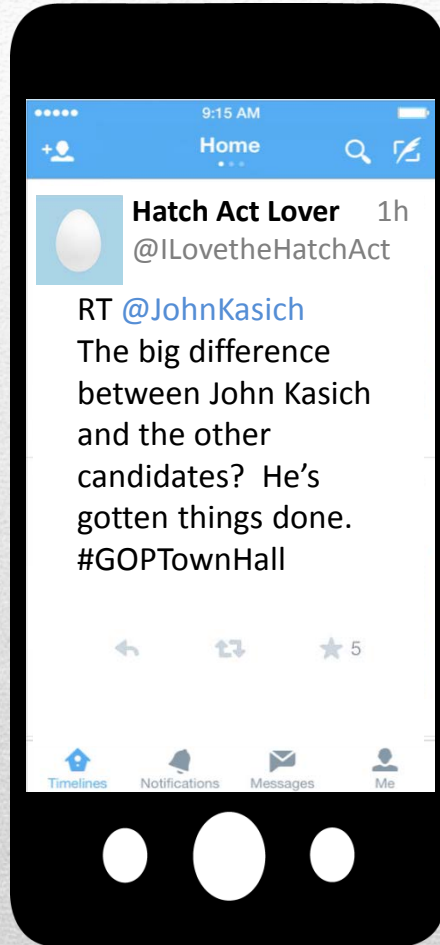 9:15 AM
Home
Hatch Act Lover 1h
@ILovetheHatchAct
RT @JohnKasich
The big difference
between John Kasich
and the other
candidates? He's
gotten things done.
#GOPTownHall
5
Timelines Notifications Messages Me